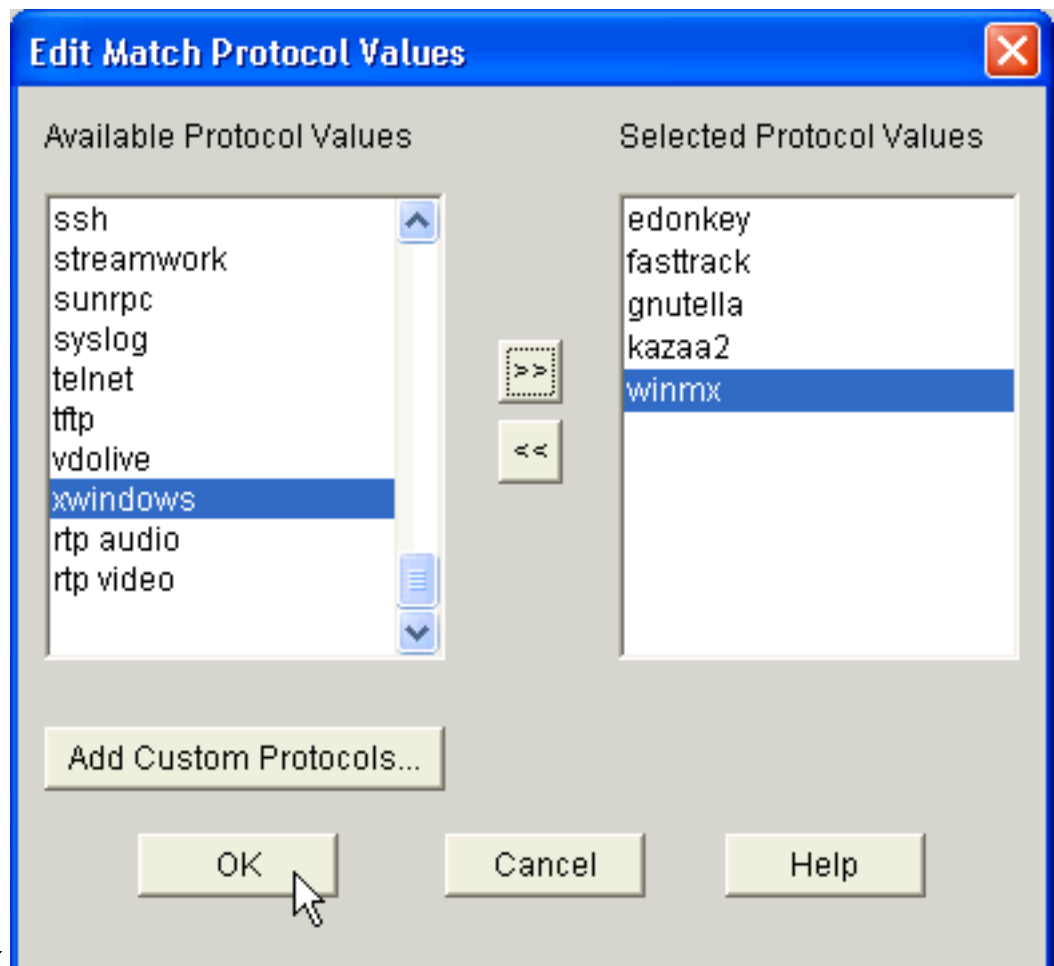 Edit Match Protocol Values
Available Protocol Values
ssh
streamwork
sunrpc
syslog
telnet
tftp
vdolive
xwindows
rtp audio
rtp video
>>
<<
Selected Protocol Values
edonkey
fasttrack
gnutella
kazaa2
winmx
Add Custom Protocols...
OK
Cancel
Help